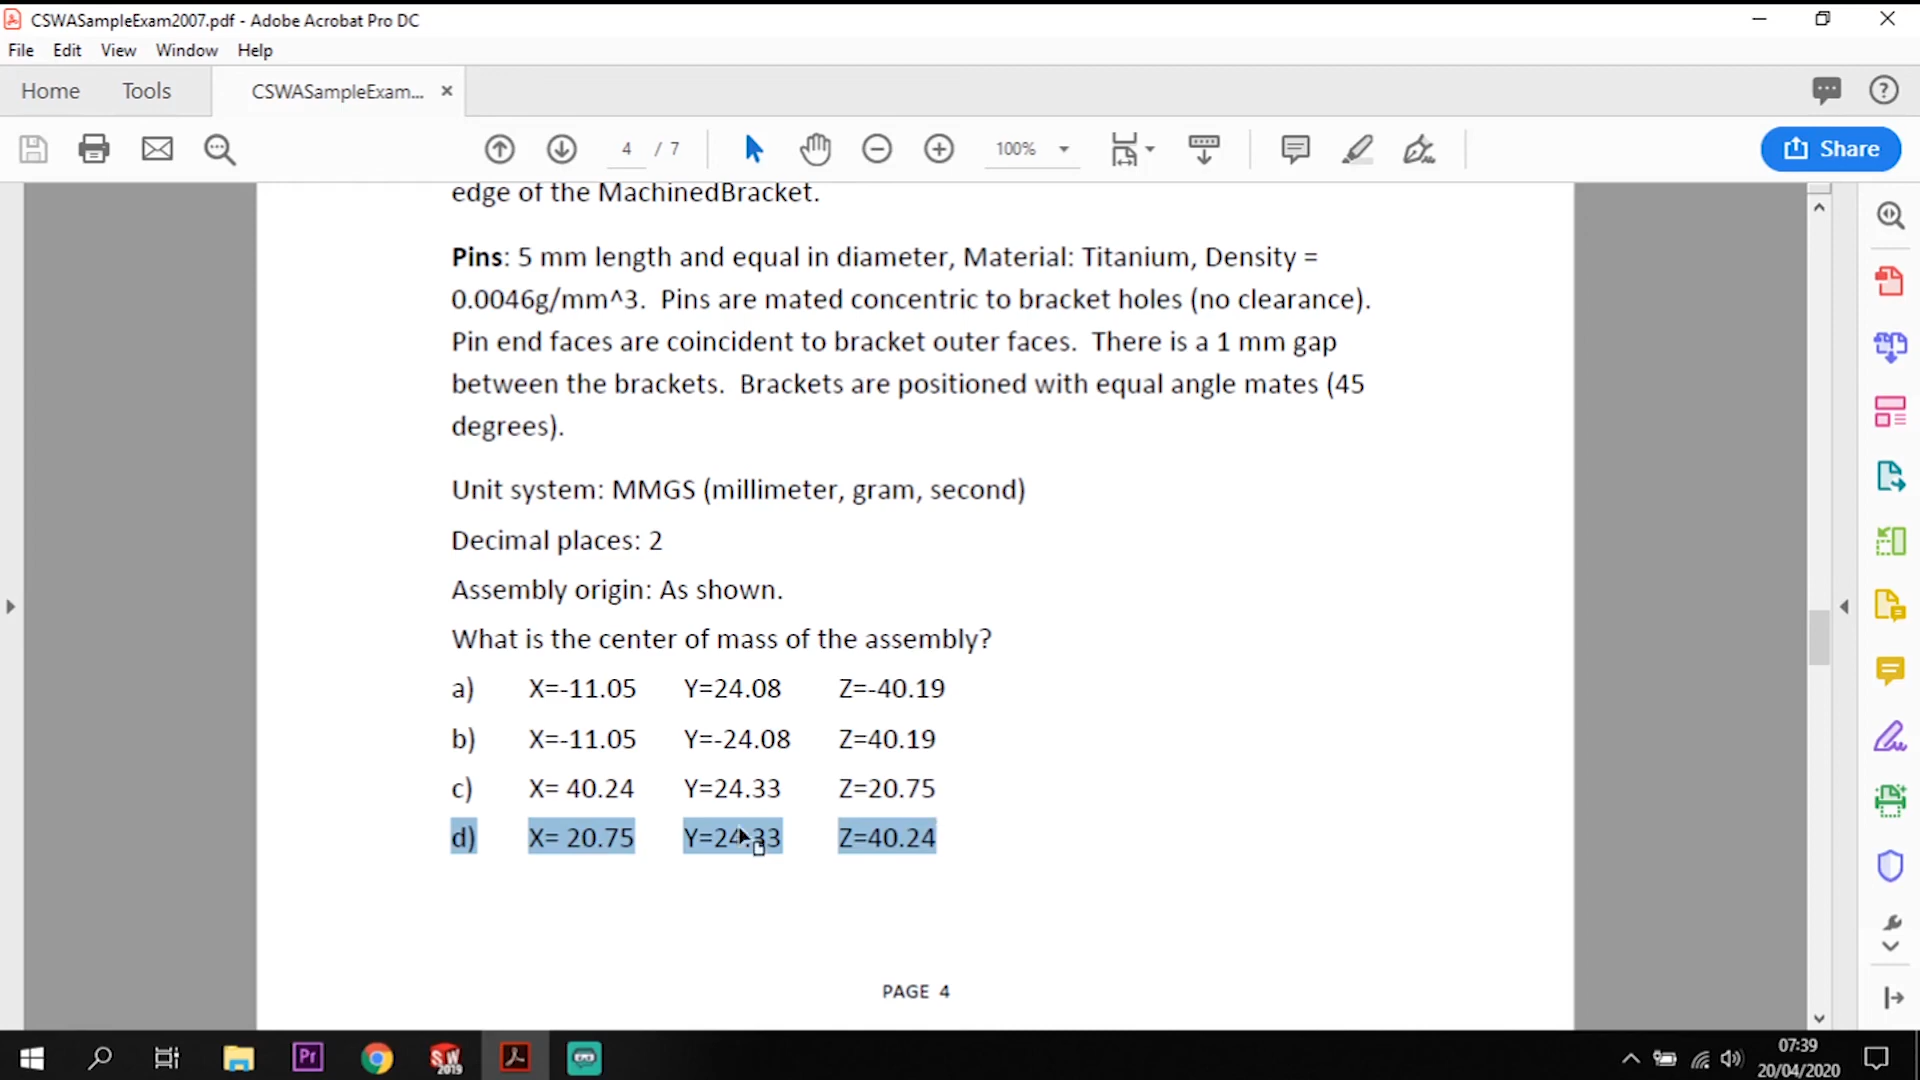 CSWASampleExam2007.pdf - Adobe Acrobat Pro DC
File Edit View Window Help
Home Tools CSWASampleExam...
4 / 7 100% Share
edge of the MachinedBracket.
Pins: 5 mm length and equal in diameter, Material: Titanium, Density =
0.0046g/mm^3. Pins are mated concentric to bracket holes (no clearance).
Pin end faces are coincident to bracket outer faces. There is a 1 mm gap
between the brackets. Brackets are positioned with equal angle mates (45
degrees).
Unit system: MMGS (millimeter, gram, second)
Decimal places: 2
Assembly origin: As shown.
What is the center of mass of the assembly?
a) X=-11.05 Y=24.08 Z=-40.19
b) X=-11.05 Y=-24.08 Z=40.19
c) X= 40.24 Y=24.33 Z=20.75
d) X= 20.75 Y=24.33 Z=40.24
PAGE 4
Pr SW 2019
07:39
20/04/2020